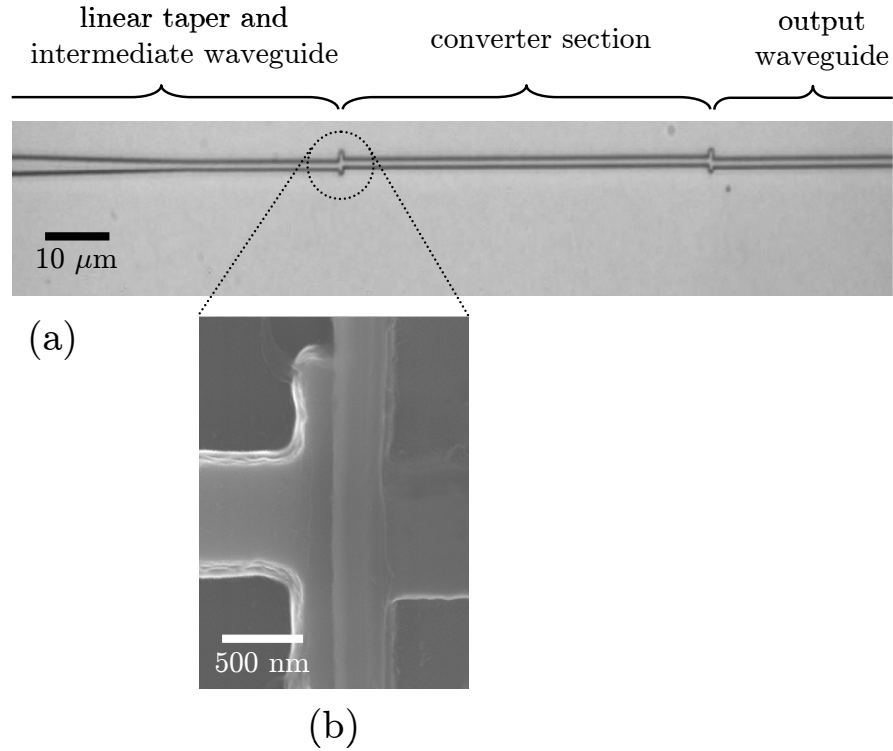 linear taper and
intermediate waveguide
converter section
output
waveguide
10 μm
(a)
500 nm
(b)